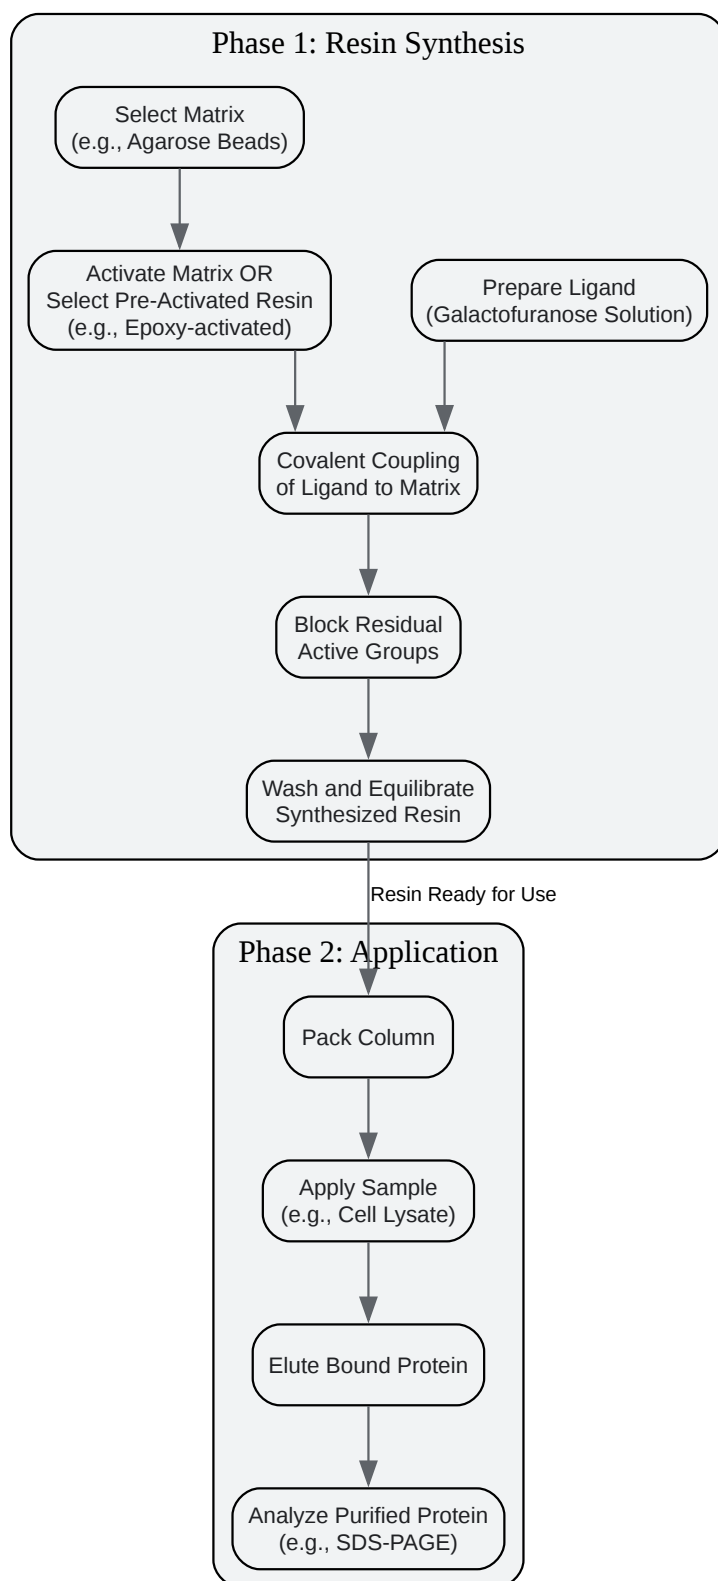 Phase 1: Resin Synthesis
Select Matrix
(e.g., Agarose Beads)
Activate Matrix OR
Select Pre-Activated Resin
(e.g., Epoxy-activated)
Prepare Ligand
(Galactofuranose Solution)
Covalent Coupling
of Ligand to Matrix
Block Residual
Active Groups
Wash and Equilibrate
Synthesized Resin
Resin Ready for Use
Phase 2: Application
Pack Column
Apply Sample
(e.g., Cell Lysate)
Elute Bound Protein
Analyze Purified Protein
(e.g., SDS-PAGE)